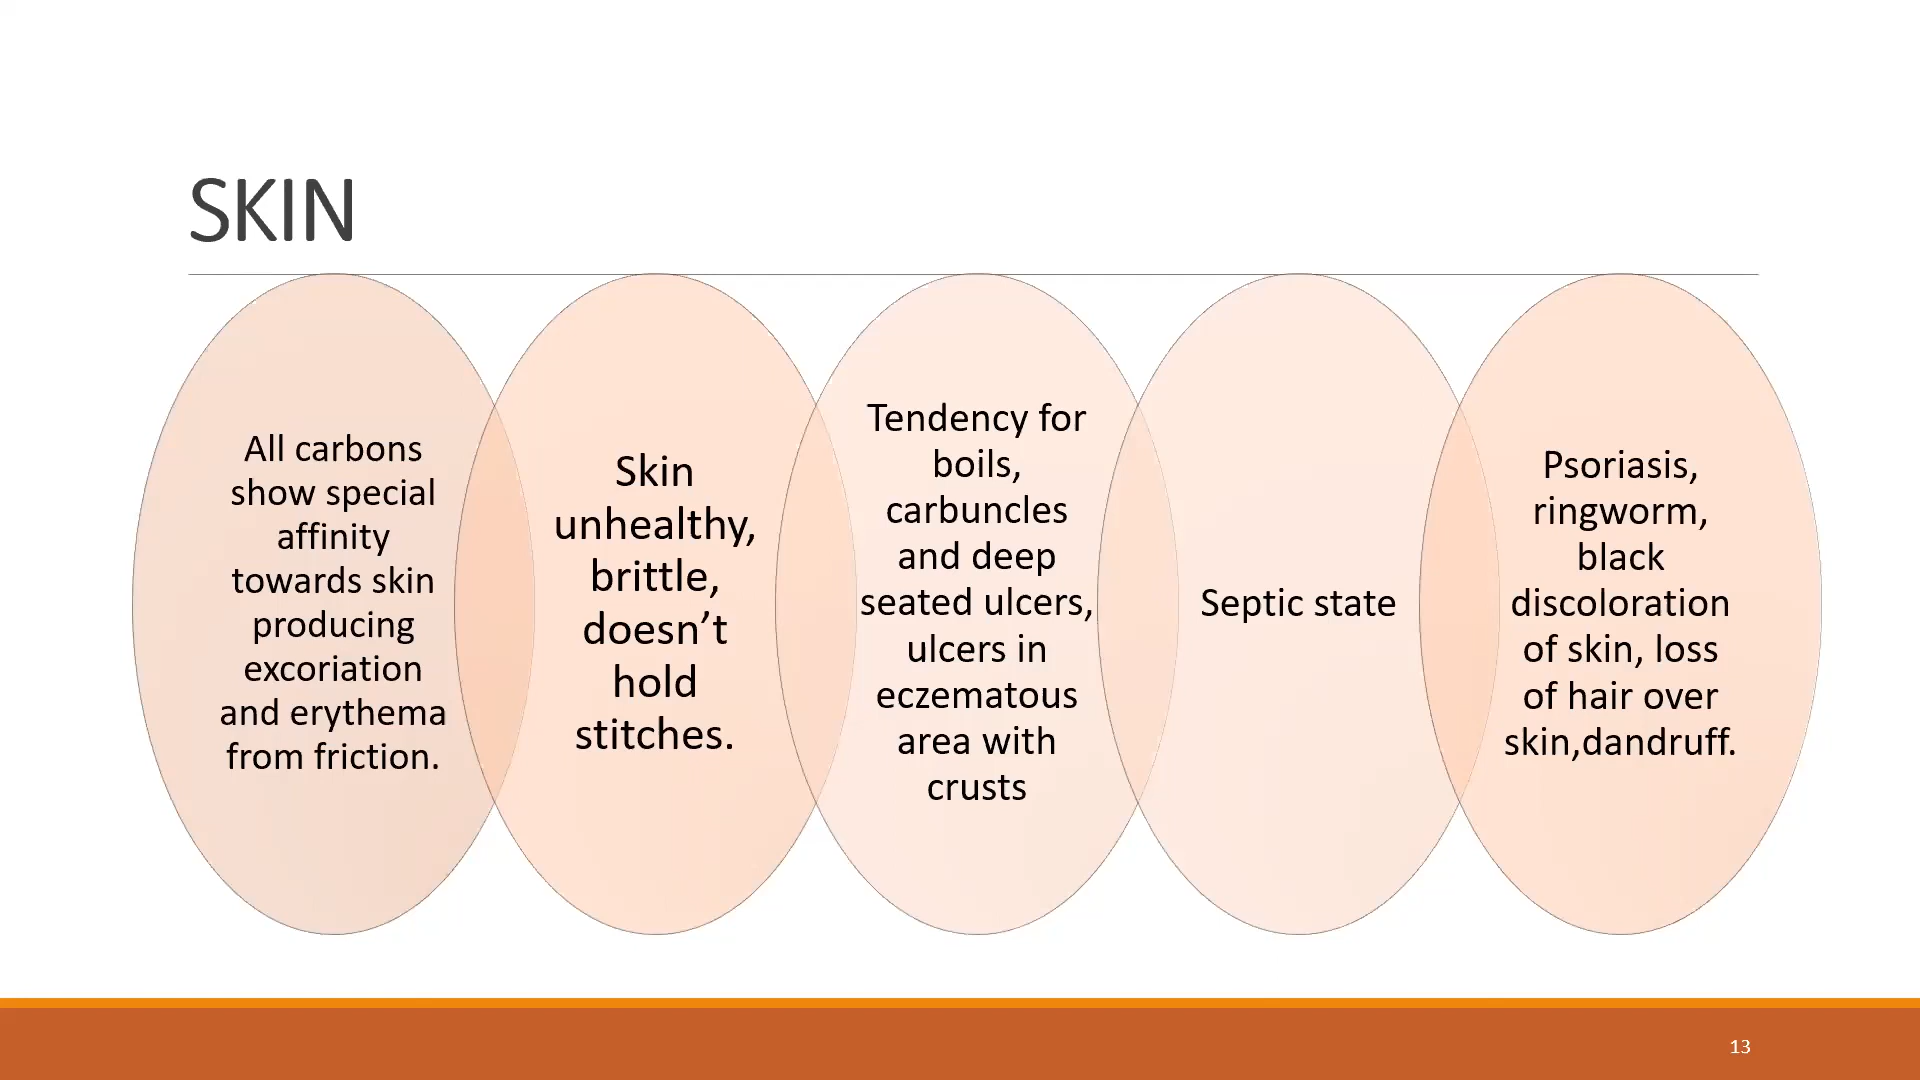 SKIN
All carbons
show special
affinity
towards skin
producing
excoriation
and erythema
from friction.
Skin
unhealthy,
brittle,
doesn’t
hold
stitches.
Tendency for
boils,
carbuncles
and deep
seated ulcers,
ulcers in
eczematous
area with
crusts
Septic state
Psoriasis,
ringworm,
black
discoloration
of skin, loss
of hair over
skin,dandruff.
13